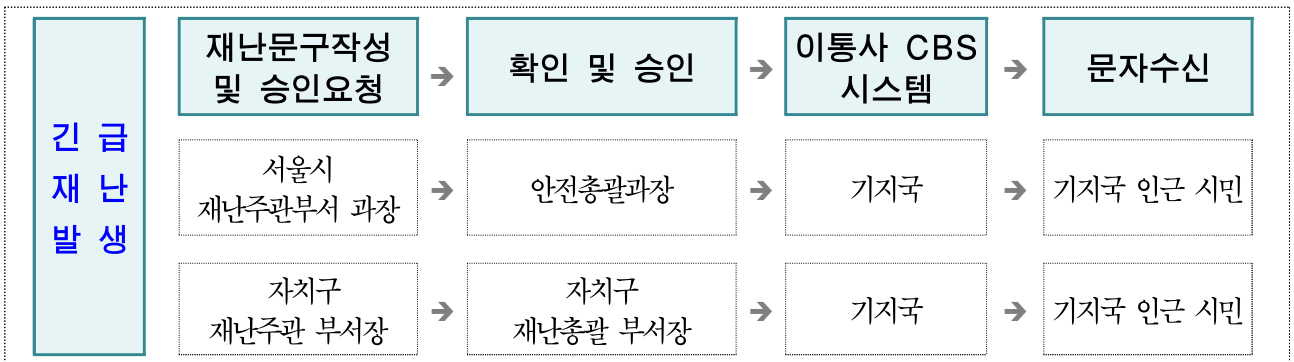 긴 급
재 난
발 생
재난문구작성
및 승인요청
➔
확인 및 승인
➔
이통사 CBS
시스템
➔
문자수신
서울시
재난주관부서 과장
➔
안전총괄과장
➔
기지국
➔
기지국 인근 시민
자치구
재난주관 부서장
➔
자치구
재난총괄 부서장
➔
기지국
➔
기지국 인근 시민